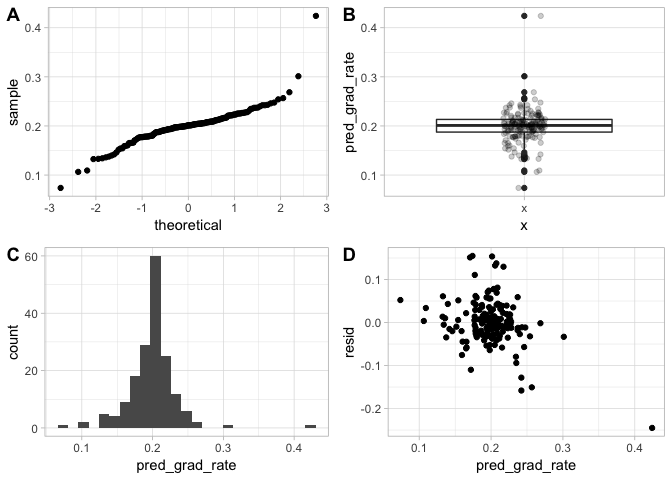 A
0.4
0.3
0.2
0.1
sample
-3 -2 -1 0 1 2 3
theoretical
B
0.4
0.3
0.2
0.1
pred_grad_rate
x
x
C
60
40
20
0
count
0.1 0.2 0.3 0.4
pred_grad_rate
D
0.1
0.0
-0.1
-0.2
resid
0.1 0.2 0.3 0.4
pred_grad_rate